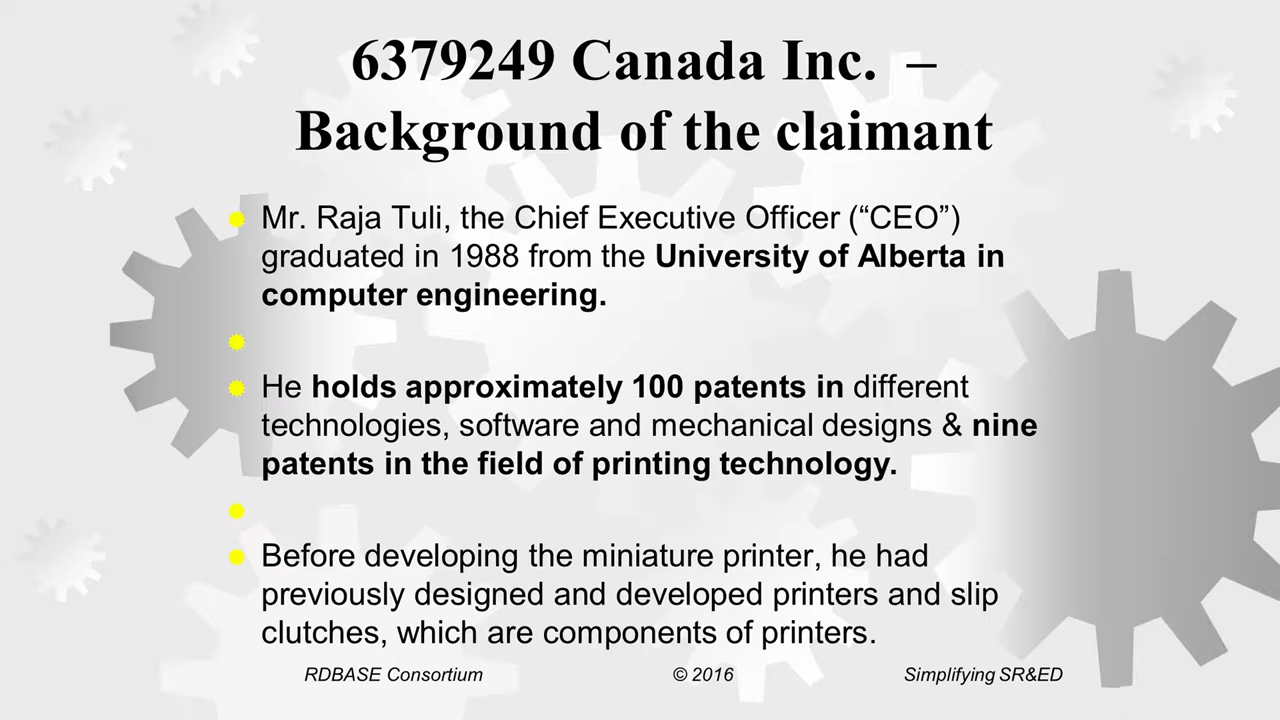 6379249 Canada Inc. –
Background of the claimant
Mr. Raja Tuli, the Chief Executive Officer (“CEO”)
graduated in 1988 from the University of Alberta in
computer engineering.
He holds approximately 100 patents in different
technologies, software and mechanical designs & nine
patents in the field of printing technology.
Before developing the miniature printer, he had
previously designed and developed printers and slip
clutches, which are components of printers.
RDBASE Consortium © 2016 Simplifying SR&ED